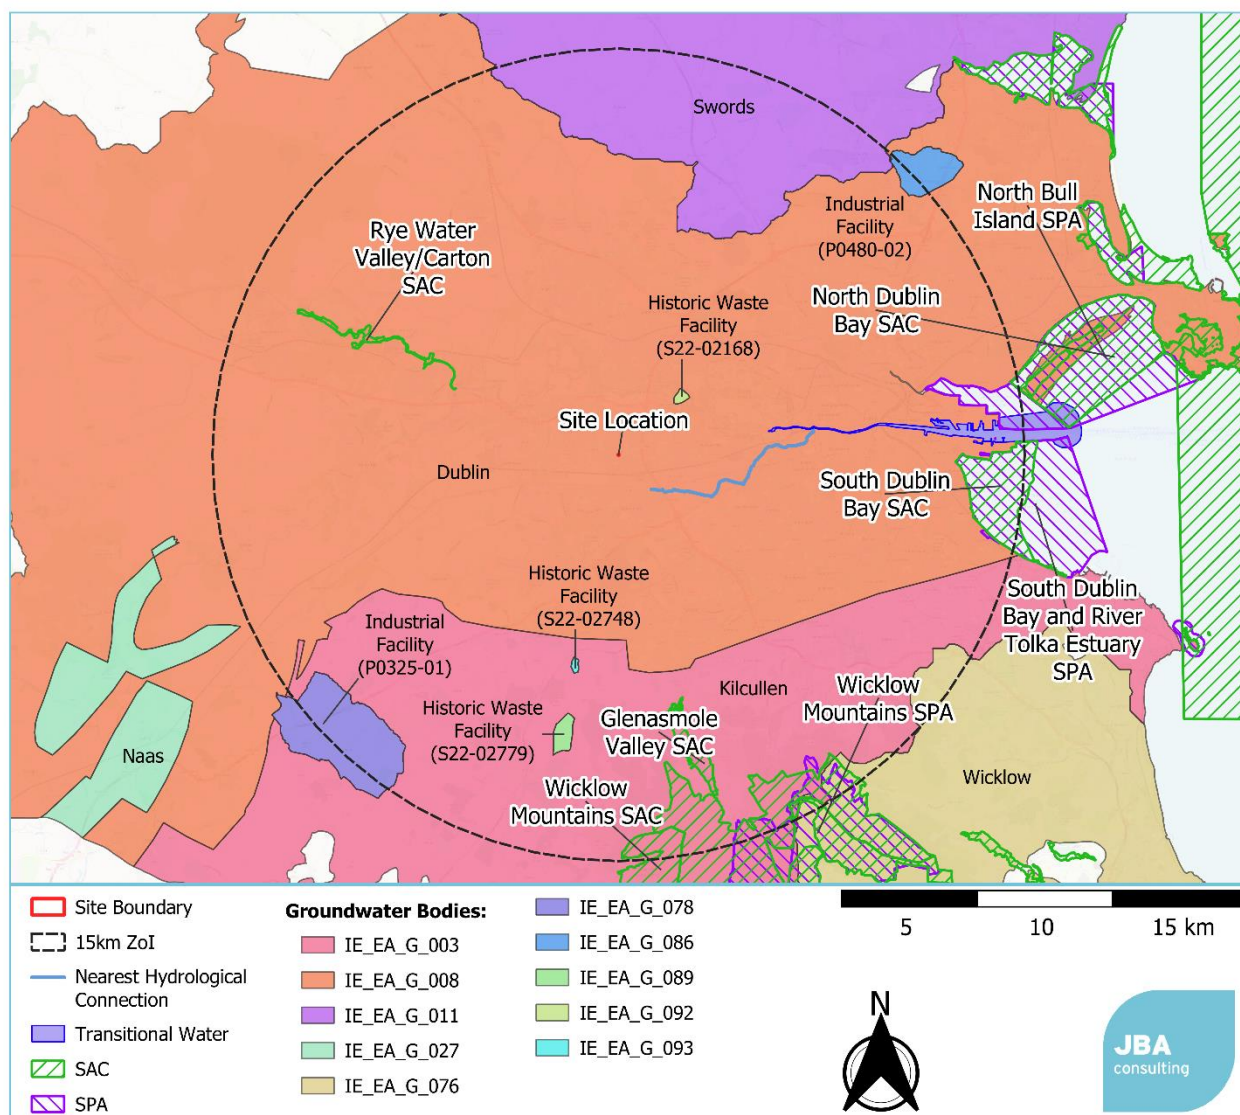 Swords
Industrial
Facility
(P0480-02)
North Bull
Island SPA
Rye Water
Valley/Carton
SAC
North Dublin
Bay SAC
Historic Waste
Facility
(S22-02168)
Site Location
Dublin
South Dublin
Bay SAC
Historic Waste
Facility
(S22-02748)
South Dublin
Bay and River
Tolka Estuary
SPA
Industrial
Facility
(P0325-01)
Kilcullen
Wicklow
Mountains SPA
Historic Waste
Facility
(S22-02779)
Glenasmole
Valley SAC
Naas
Wicklow
Wicklow
Mountains SAC
Site Boundary
15km ZoI
Nearest Hydrological
Connection
Transitional Water
SAC
SPA
Groundwater Bodies:
IE_EA_G_003
IE_EA_G_008
IE_EA_G_011
IE_EA_G_027
IE_EA_G_076
IE_EA_G_078
IE_EA_G_086
IE_EA_G_089
IE_EA_G_092
IE_EA_G_093
5 10 15 km
N
JBA
consulting